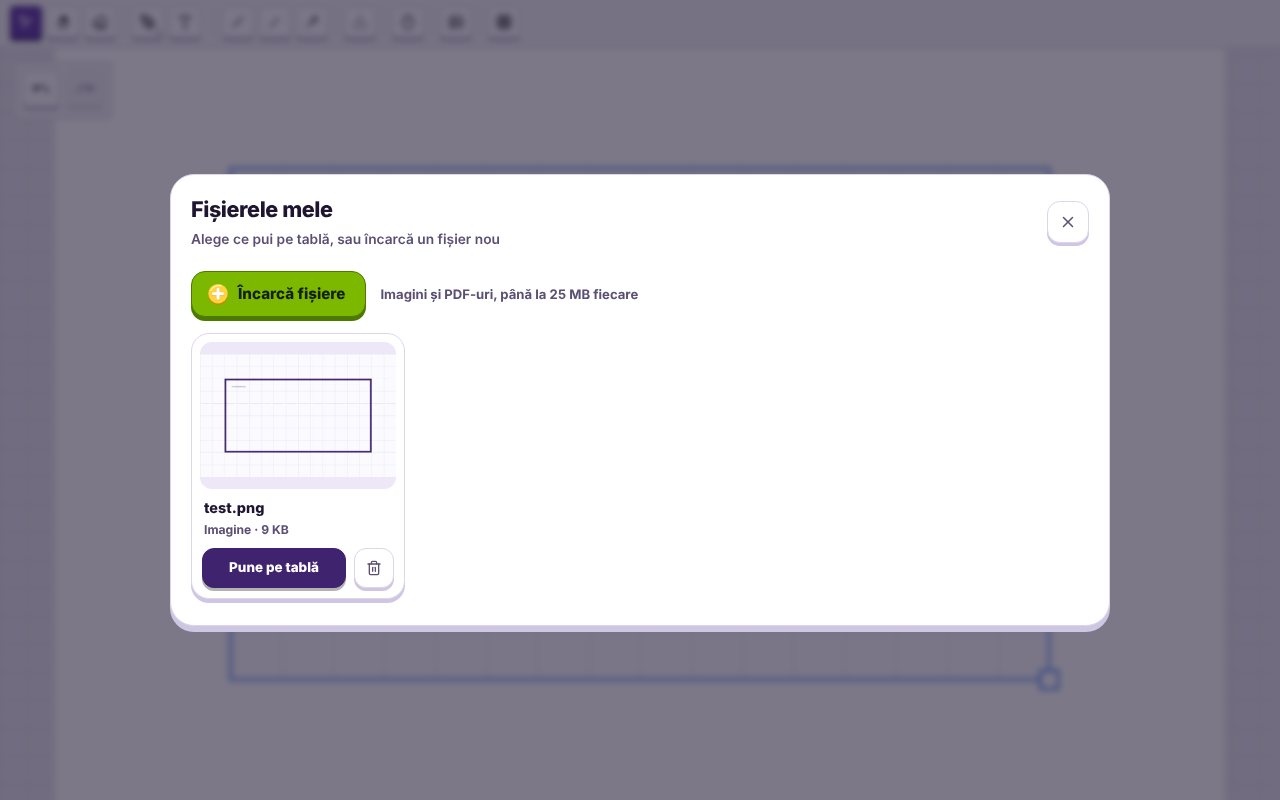 Fișierele mele
Alege ce pui pe tablă, sau încarcă un fișier nou
Încarcă fișiere
Imagini și PDF-uri, până la 25 MB fiecare
test.png
Imagine · 9 KB
Pune pe tablă